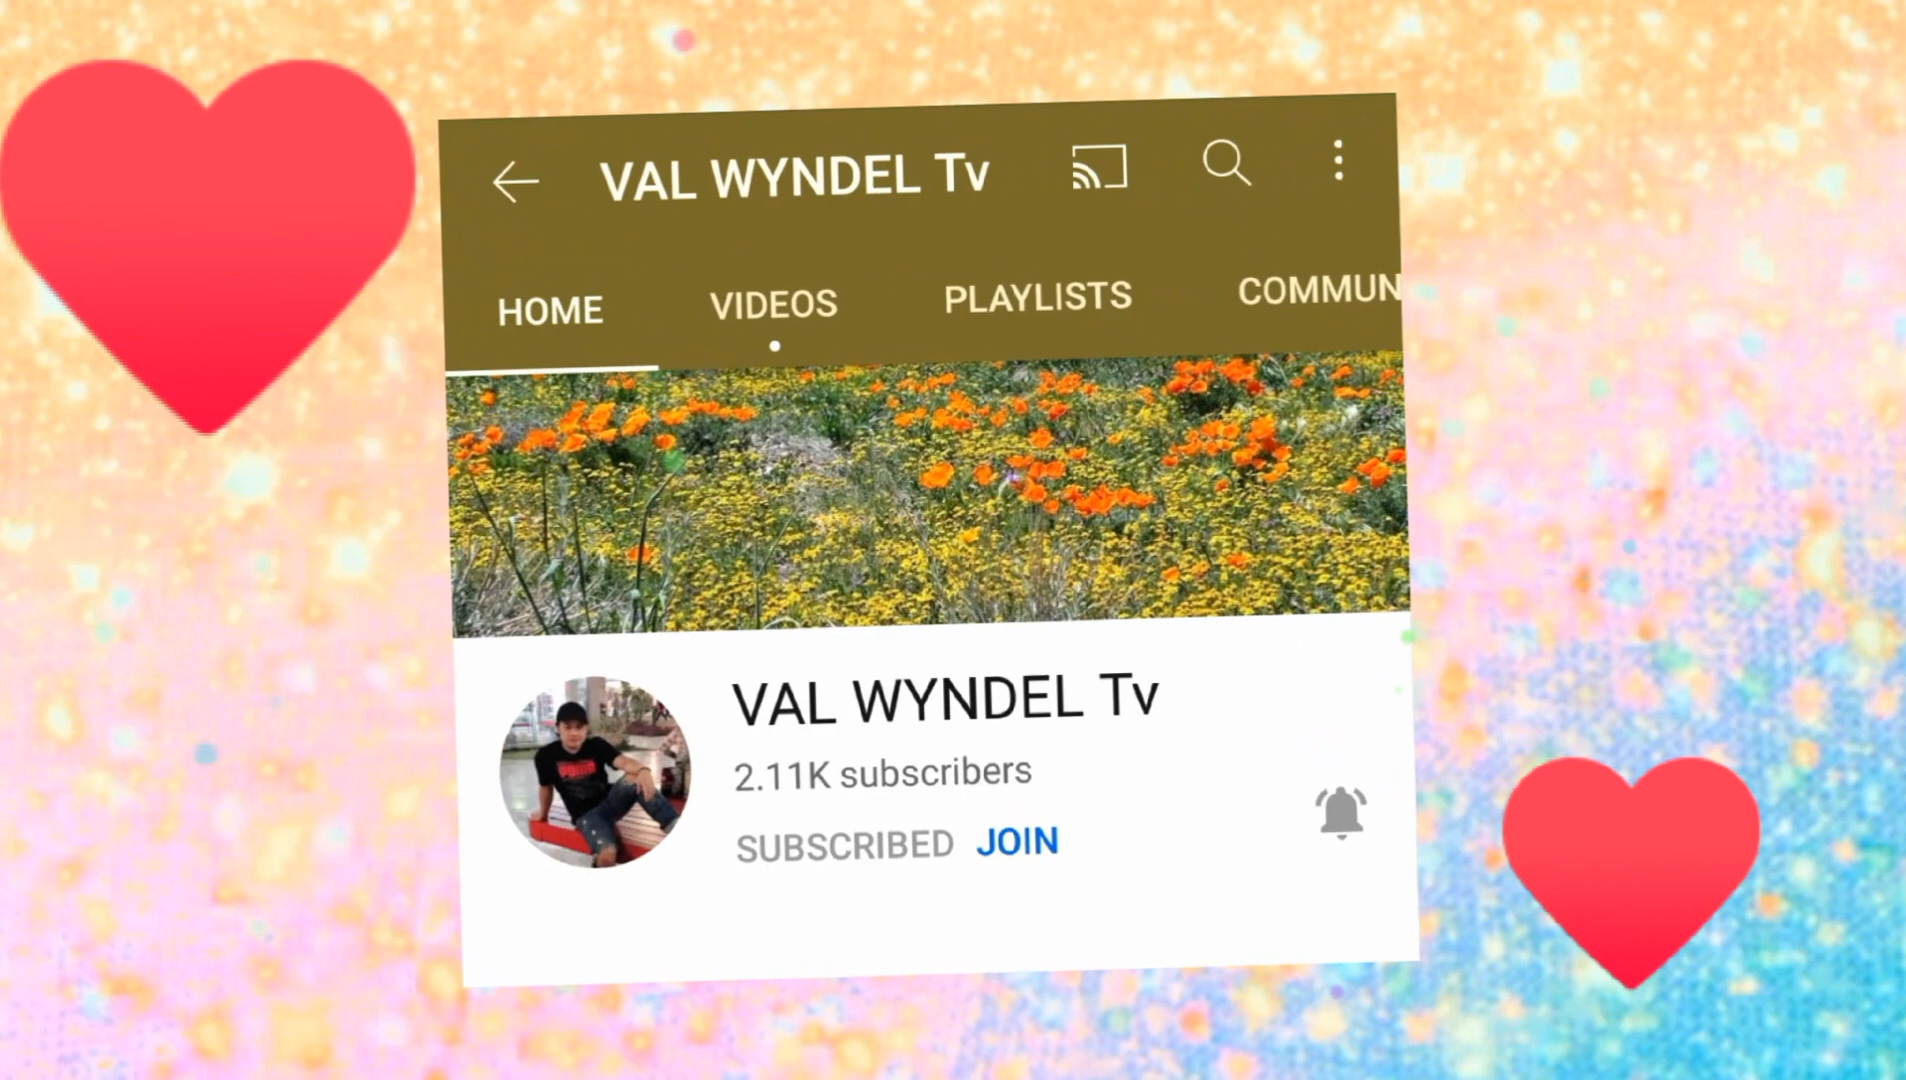 VAL WYNDEL Tv
HOME VIDEOS PLAYLISTS COMMUN
VAL WYNDEL Tv
2.11K subscribers
SUBSCRIBED JOIN